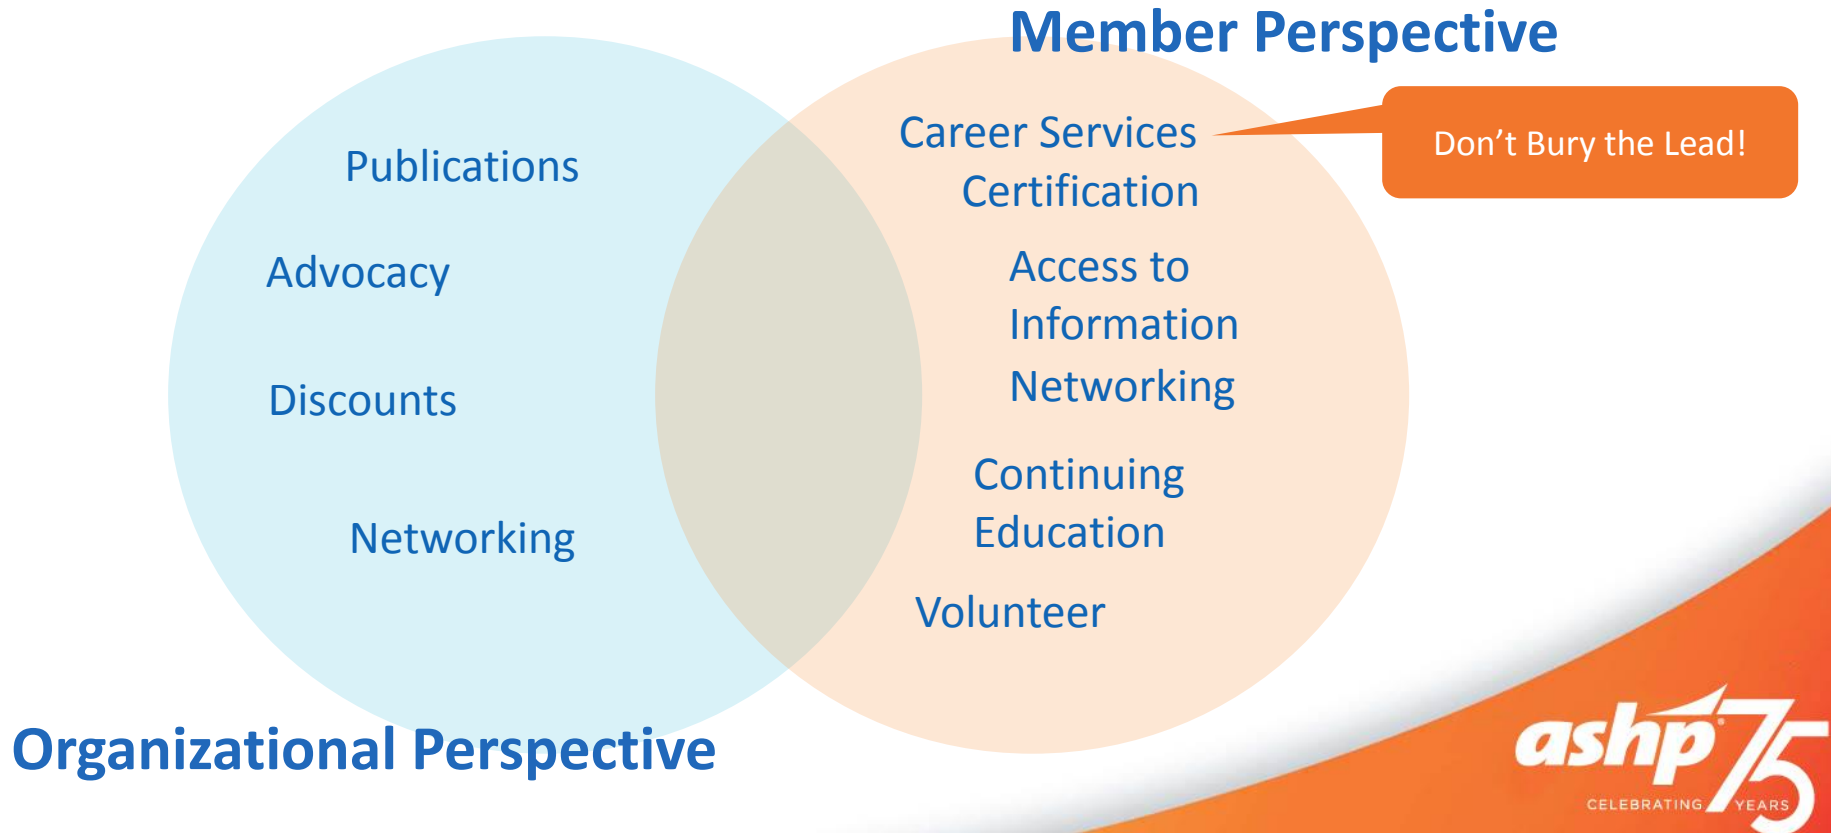 Member Perspective
Career Services
Don’t Bury the Lead!
Certification
Publications
Advocacy
Discounts
Networking
Access to
Information
Networking
Continuing
Education
Volunteer
Organizational Perspective
ashp 75
CELEBRATING YEARS